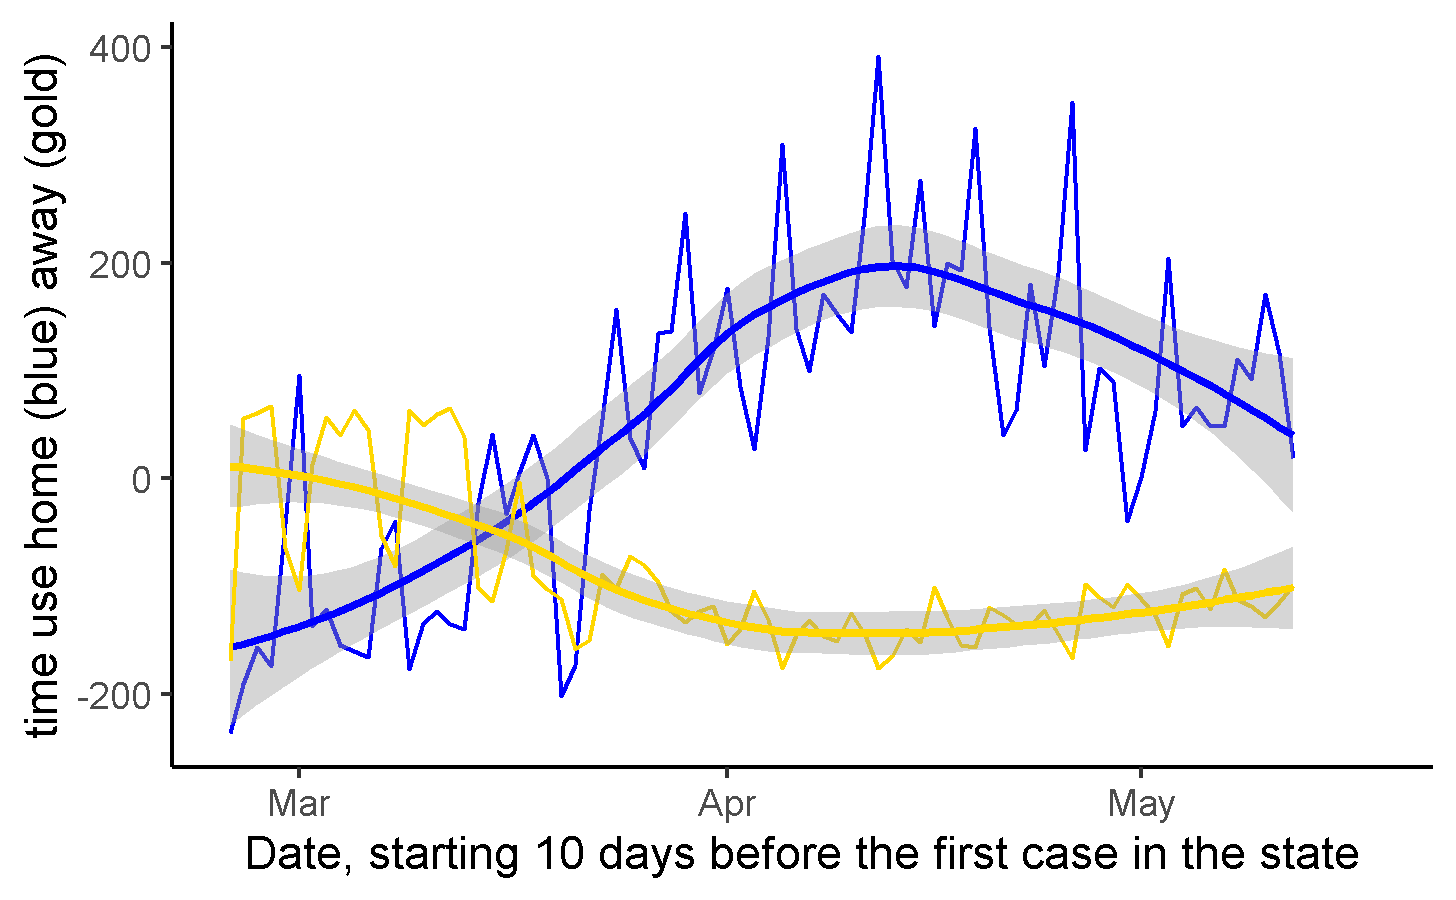 time use home (blue) away (gold)
400
200
0
-200
Mar
Apr
May
Date, starting 10 days before the first case in the state